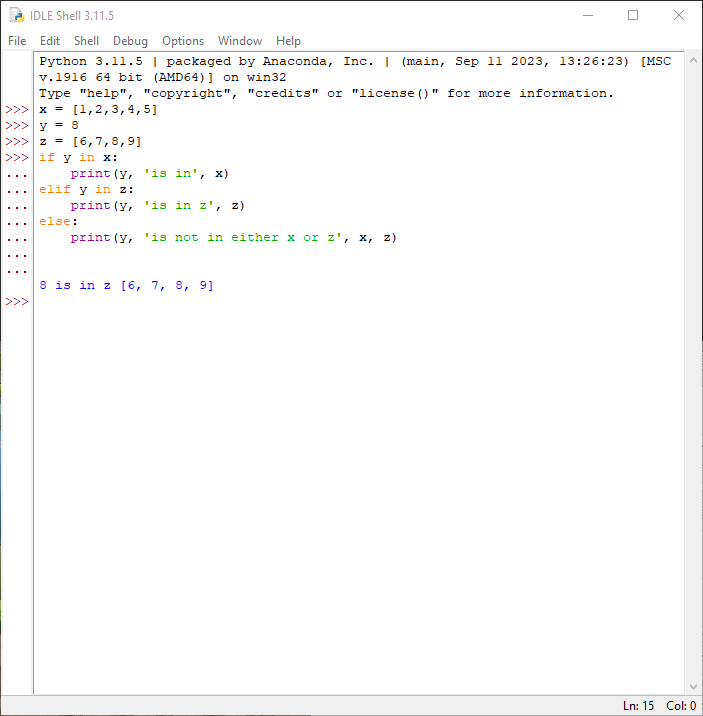 IDLE Shell 3.11.5
File Edit Shell Debug Options Window Help
Python 3.11.5 | packaged by Anaconda, Inc. | (main, Sep 11 2023, 13:26:23) [MSC
v.1916 64 bit (AMD64)] on win32
Type "help", "copyright", "credits" or "license()" for more information.
>>> x = [1,2,3,4,5]
>>> y = 8
>>> z = [6,7,8,9]
>>> if y in x:
...     print(y, 'is in', x)
... elif y in z:
...     print(y, 'is in z', z)
... else:
...     print(y, 'is not in either x or z', x, z)
...
...
8 is in z [6, 7, 8, 9]
>>>
Ln: 15 Col: 0